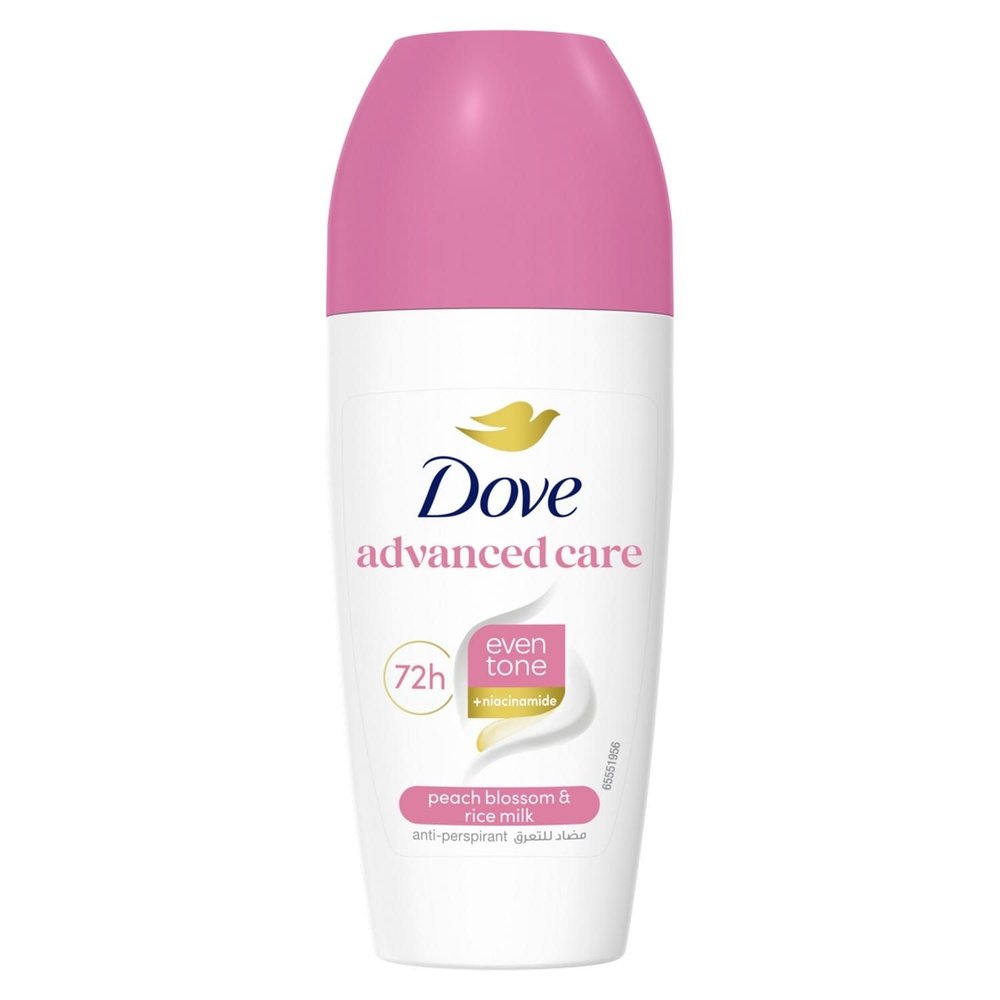 Dove
advanced care
72h
even
tone
+niacinamide
65551956
peach blossom &
rice milk
anti-perspirant مضاد للتعرق